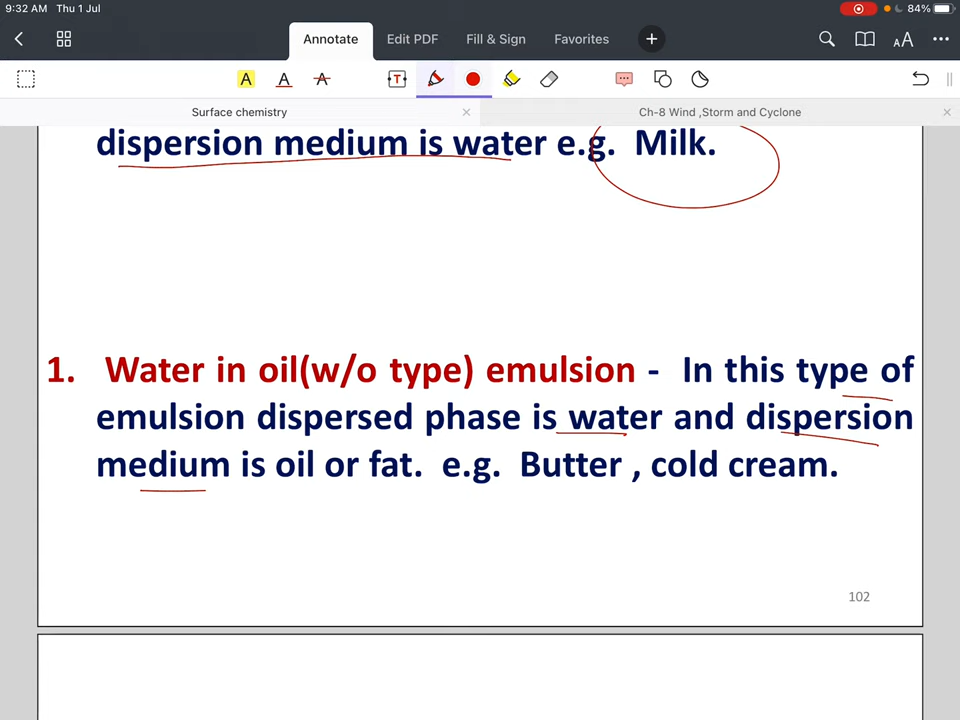 9:32 AM Thu 1 Jul 84%
Annotate Edit PDF Fill & Sign Favorites
A A A T AA
Surface chemistry × Ch-8 Wind ,Storm and Cyclone ×
dispersion medium is water e.g. Milk.
1. Water in oil(w/o type) emulsion - In this type of
emulsion dispersed phase is water and dispersion
medium is oil or fat. e.g. Butter , cold cream.
102